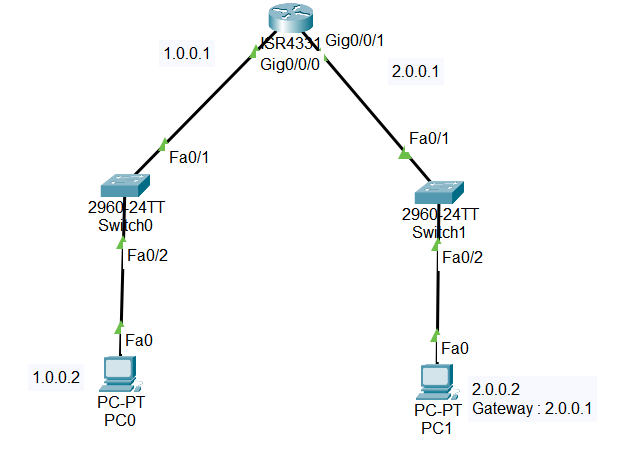 ISR4331
Gig0/0/1
Gig0/0/0
1.0.0.1
2.0.0.1
Fa0/1
Fa0/1
2960-24TT
Switch0
2960-24TT
Switch1
Fa0/2
Fa0/2
Fa0
Fa0
1.0.0.2
PC-PT
PC0
PC-PT
PC1
2.0.0.2
Gateway : 2.0.0.1